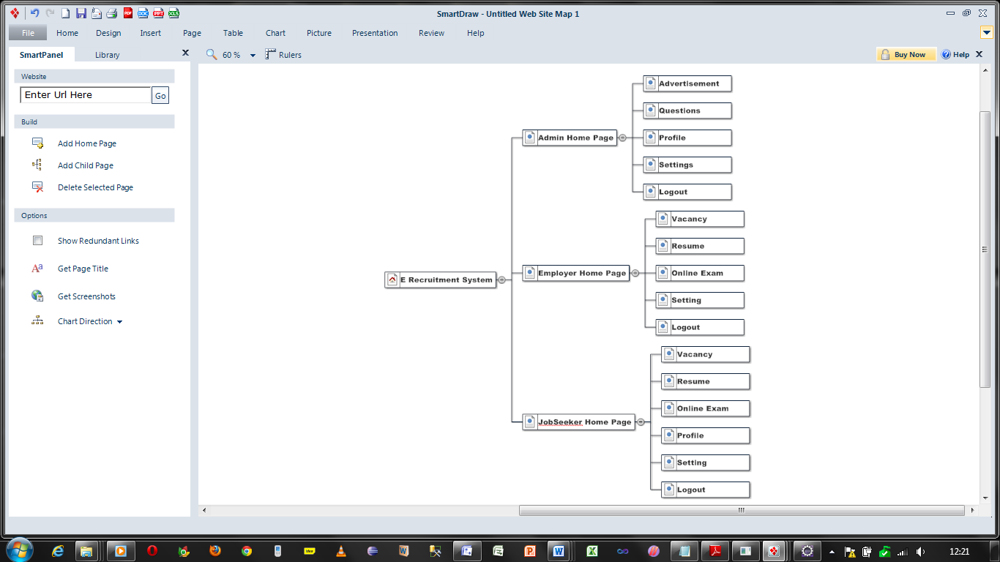 SmartDraw - Untitled Web Site Map 1
PDF DOC PPT XLS
File Home Design Insert Page Table Chart Picture Presentation Review Help
SmartPanel Library
60 % Rulers
Buy Now Help
Website
Enter Url Here Go
Build
Add Home Page
Add Child Page
Delete Selected Page
Options
Show Redundant Links
Get Page Title
Get Screenshots
Chart Direction
E Recruitment System
Admin Home Page
Advertisement
Questions
Profile
Settings
Logout
Employer Home Page
Vacancy
Resume
Online Exam
Setting
Logout
JobSeeker Home Page
Vacancy
Resume
Online Exam
Profile
Setting
Logout
12:21